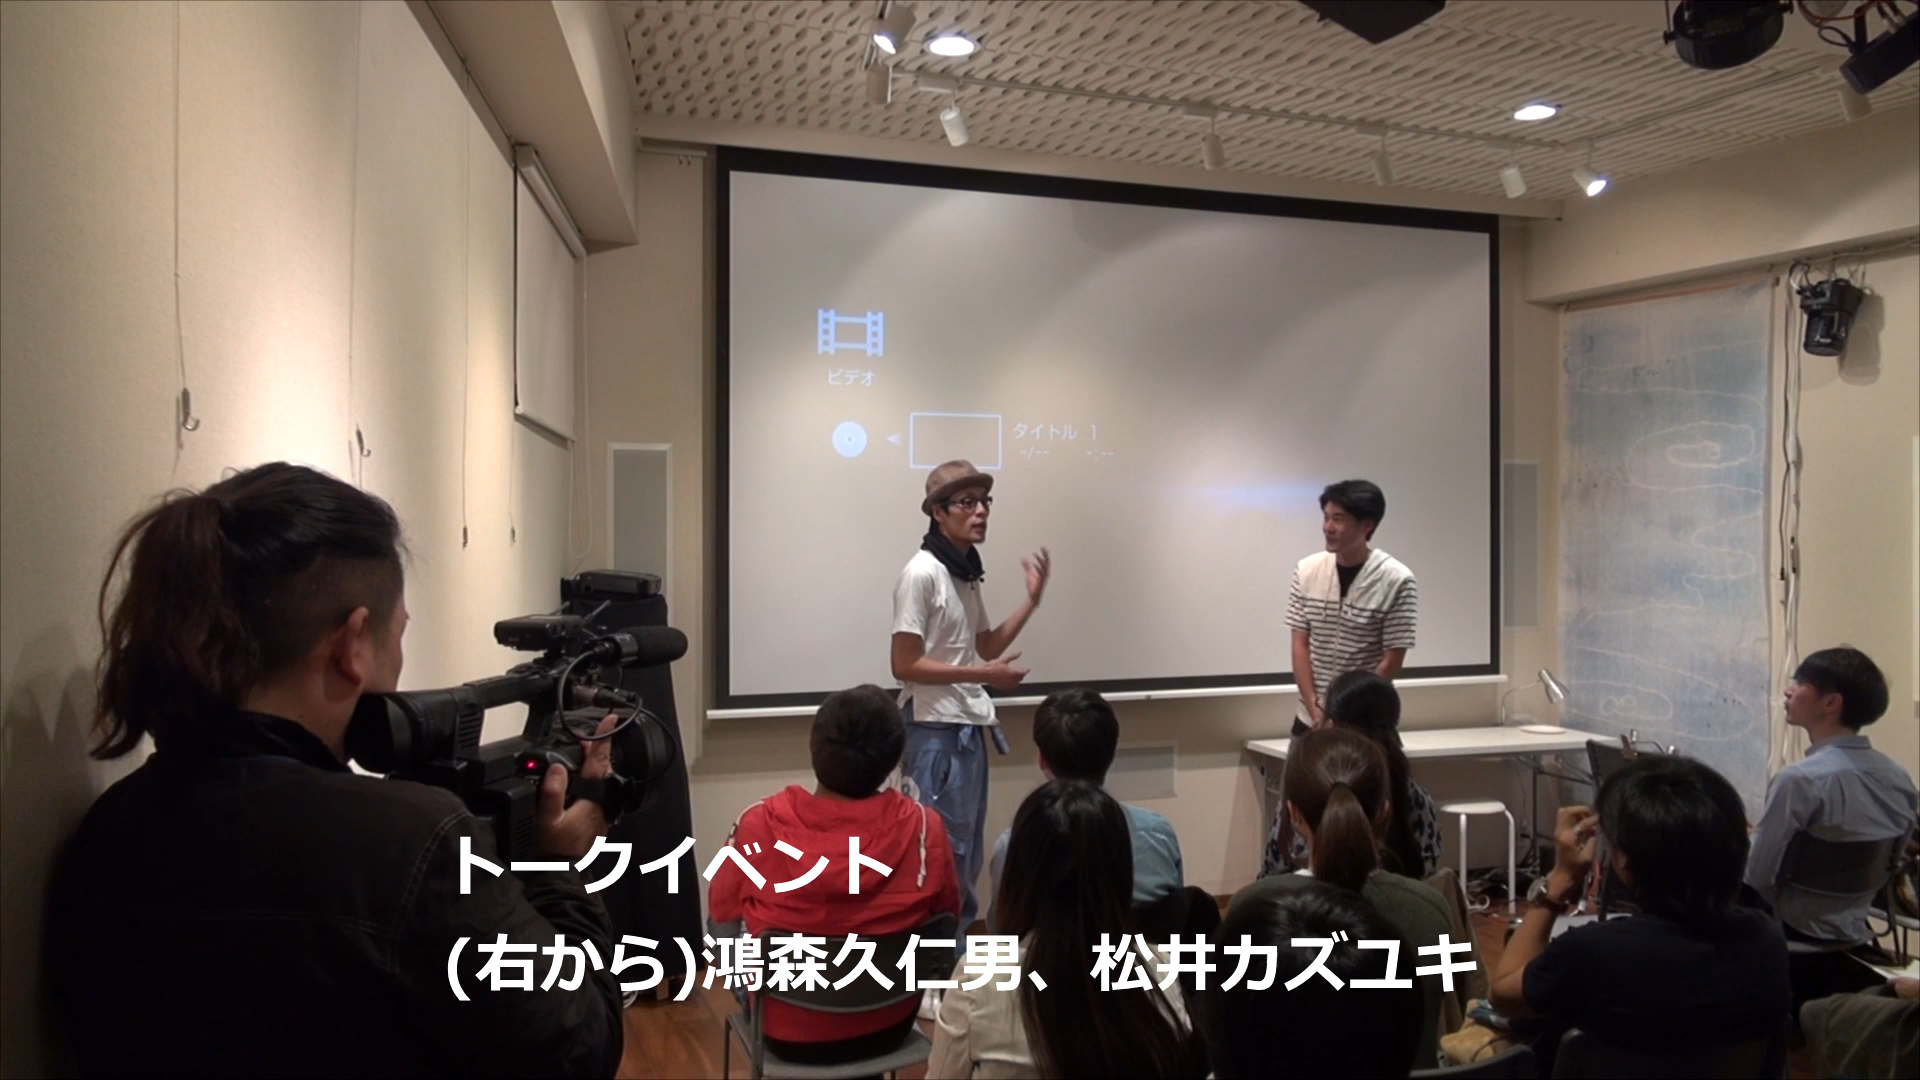 ビデオ
タイトル 1
-/-- -:--
トークイベント
(右から)鴻森久仁男、松井カズユキ